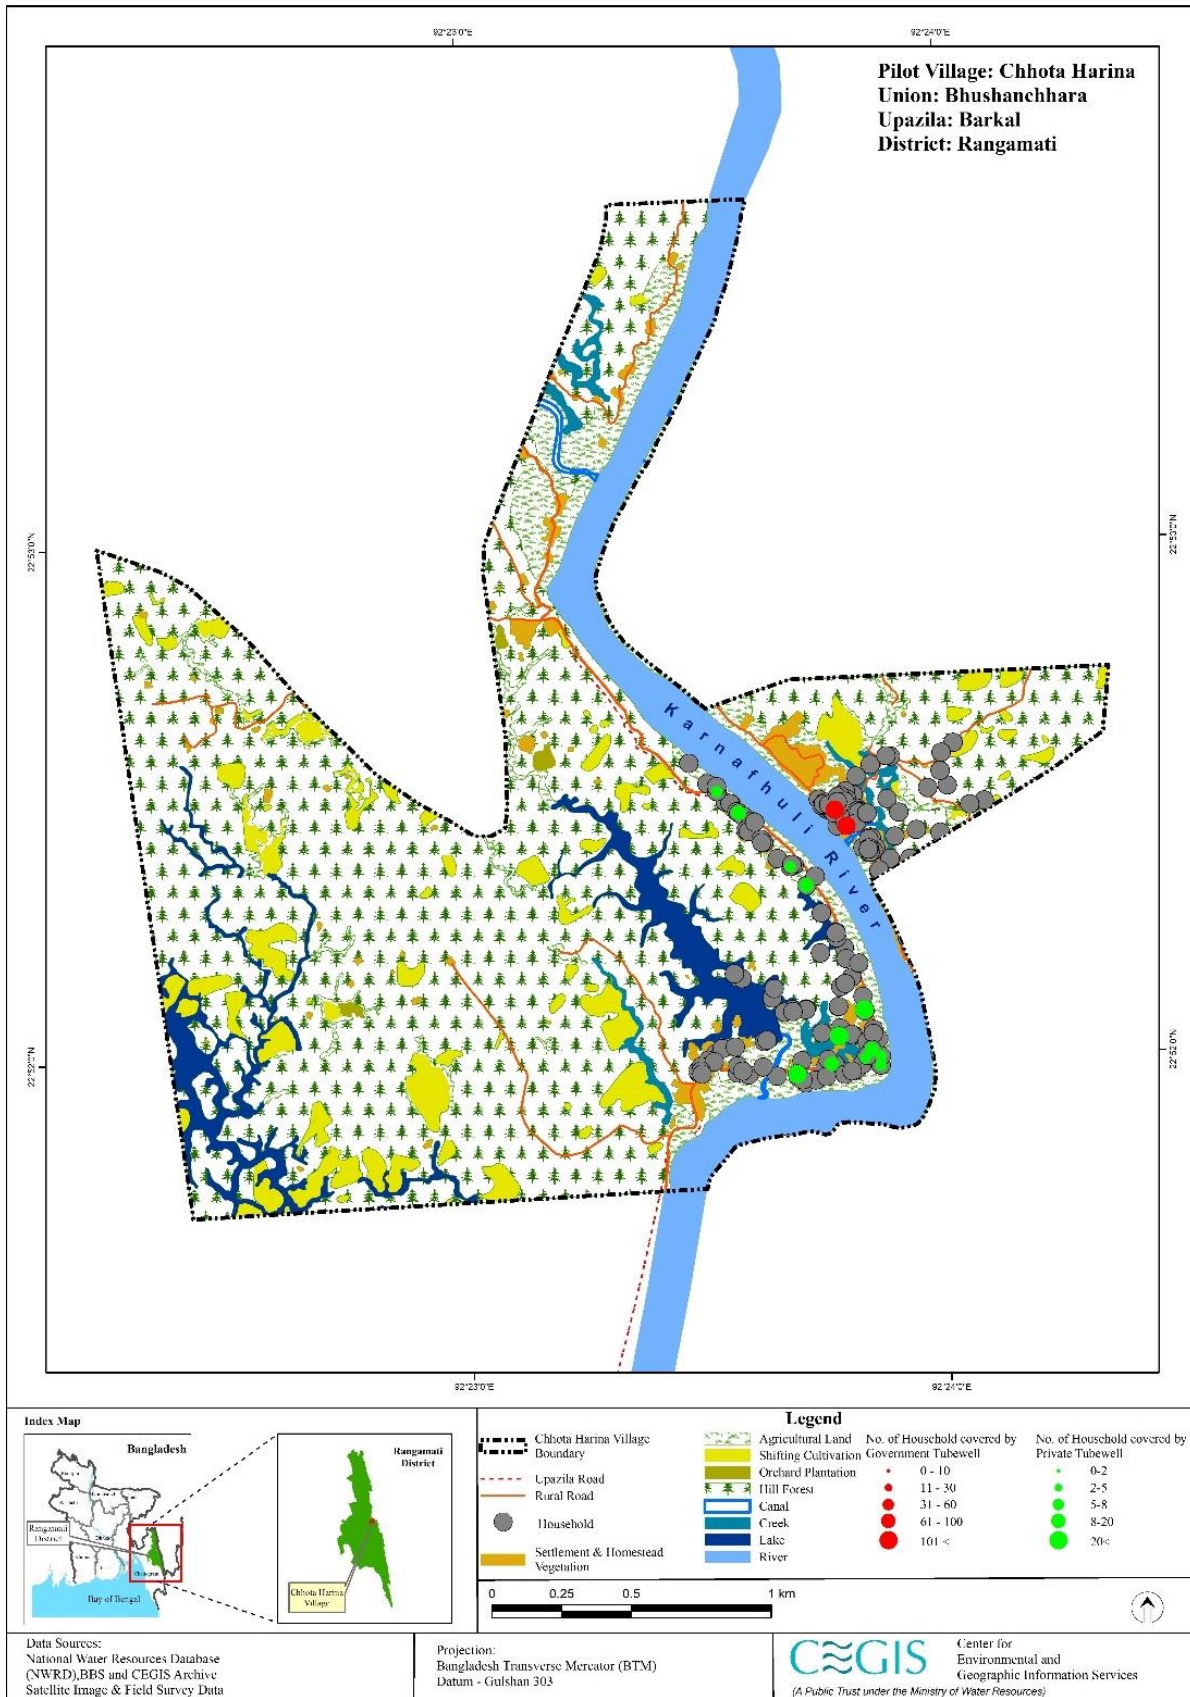 92°23'0"E
92°24'0"E
Pilot Village: Chhota Harina
Union: Bhushanchhara
Upazila: Barkal
District: Rangamati
22°53'0"N
22°53'0"N
Karnafhuli River
22°52'0"N
22°52'0"N
92°23'0"E
92°24'0"E
Index Map
Bangladesh
Rangamati
District
Rangamati
District
Bay of Bengal
Chhota Harina
Village
Legend
Chhota Harina Village
Boundary
Upazila Road
Rural Road
Household
Settlement & Homestead
Vegetation
Agricultural Land
Shifting Cultivation
Orchard Plantation
Hill Forest
Canal
Creek
Lake
River
No. of Household covered by
Government Tubewell
0 - 10
11 - 30
31 - 60
61 - 100
101 <
No. of Household covered by
Private Tubewell
0-2
2-5
5-8
8-20
20<
0 0.25 0.5 1 km
Data Sources:
National Water Resources Database
(NWRD),BBS and CEGIS Archive
Satellite Image & Field Survey Data
Projection:
Bangladesh Transverse Mercator (BTM)
Datum - Gulshan 303
CEGIS
Center for
Environmental and
Geographic Information Services
(A Public Trust under the Ministry of Water Resources)